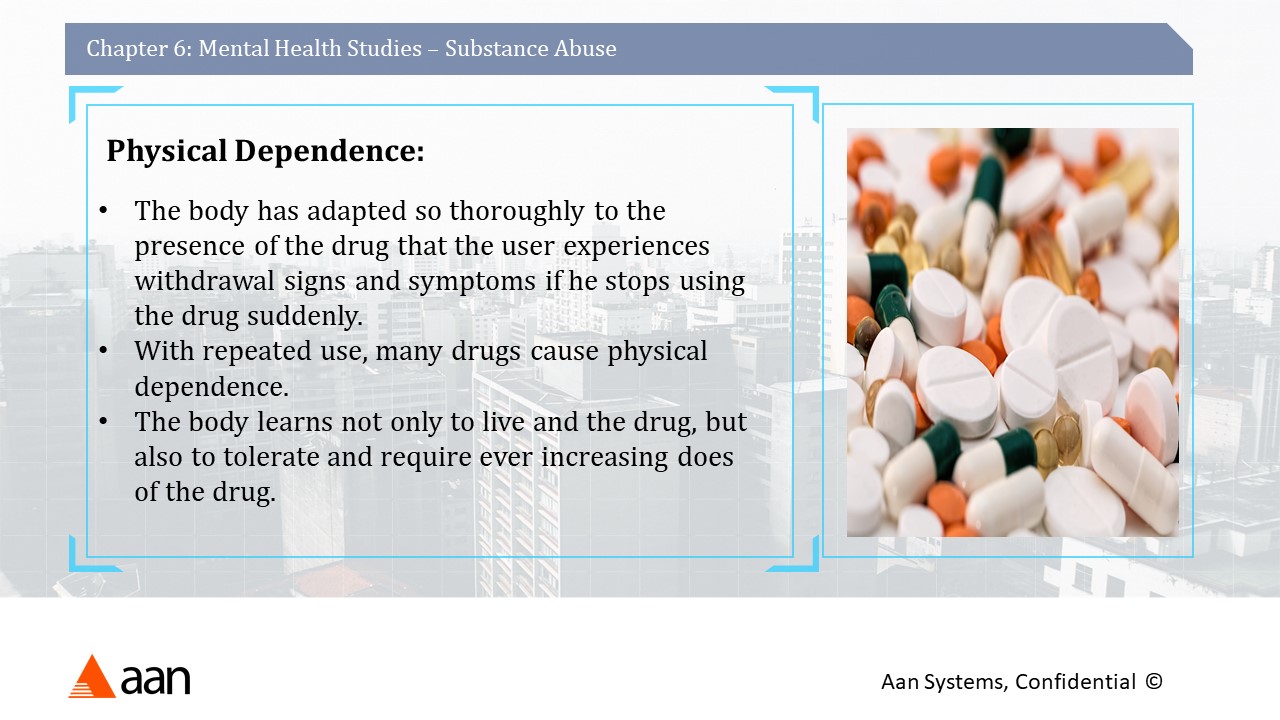 Chapter 6: Mental Health Studies – Substance Abuse
Physical Dependence:
• The body has adapted so thoroughly to the
presence of the drug that the user experiences
withdrawal signs and symptoms if he stops using
the drug suddenly.
• With repeated use, many drugs cause physical
dependence.
• The body learns not only to live and the drug, but
also to tolerate and require ever increasing does
of the drug.
aan
Aan Systems, Confidential ©